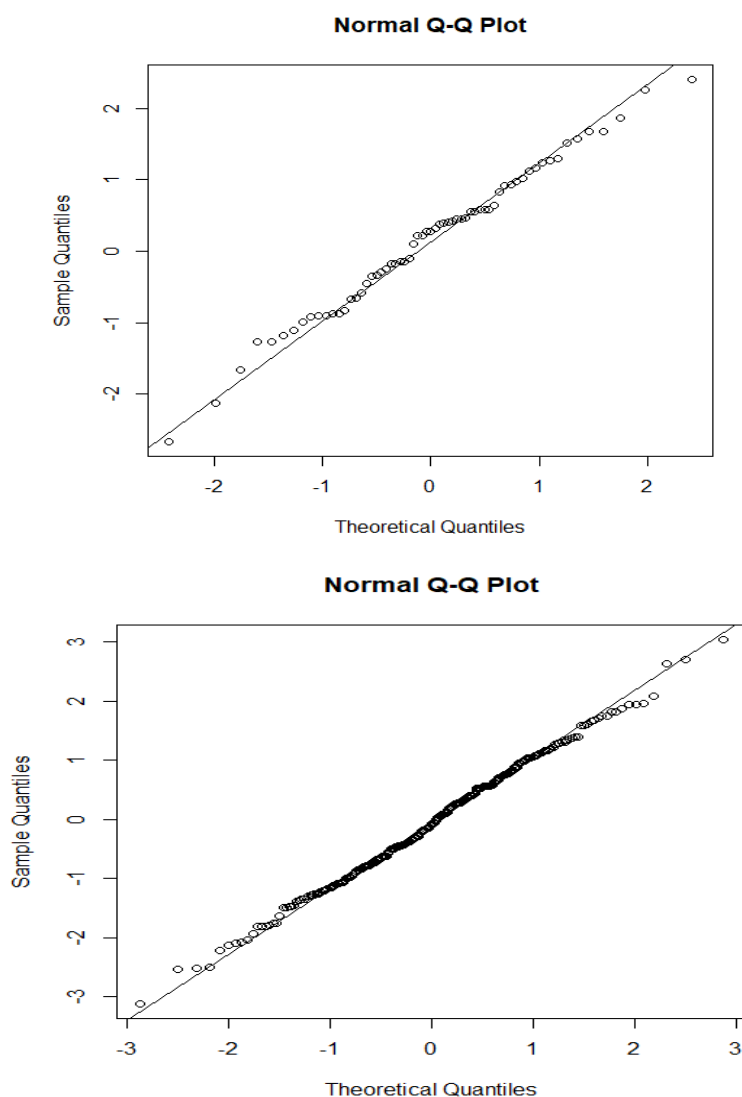 Normal Q-Q Plot
2
1
0
-1
-2
Sample Quantiles
-2 -1 0 1 2
Theoretical Quantiles
Normal Q-Q Plot
3
2
1
0
-1
-2
-3
Sample Quantiles
-3 -2 -1 0 1 2 3
Theoretical Quantiles